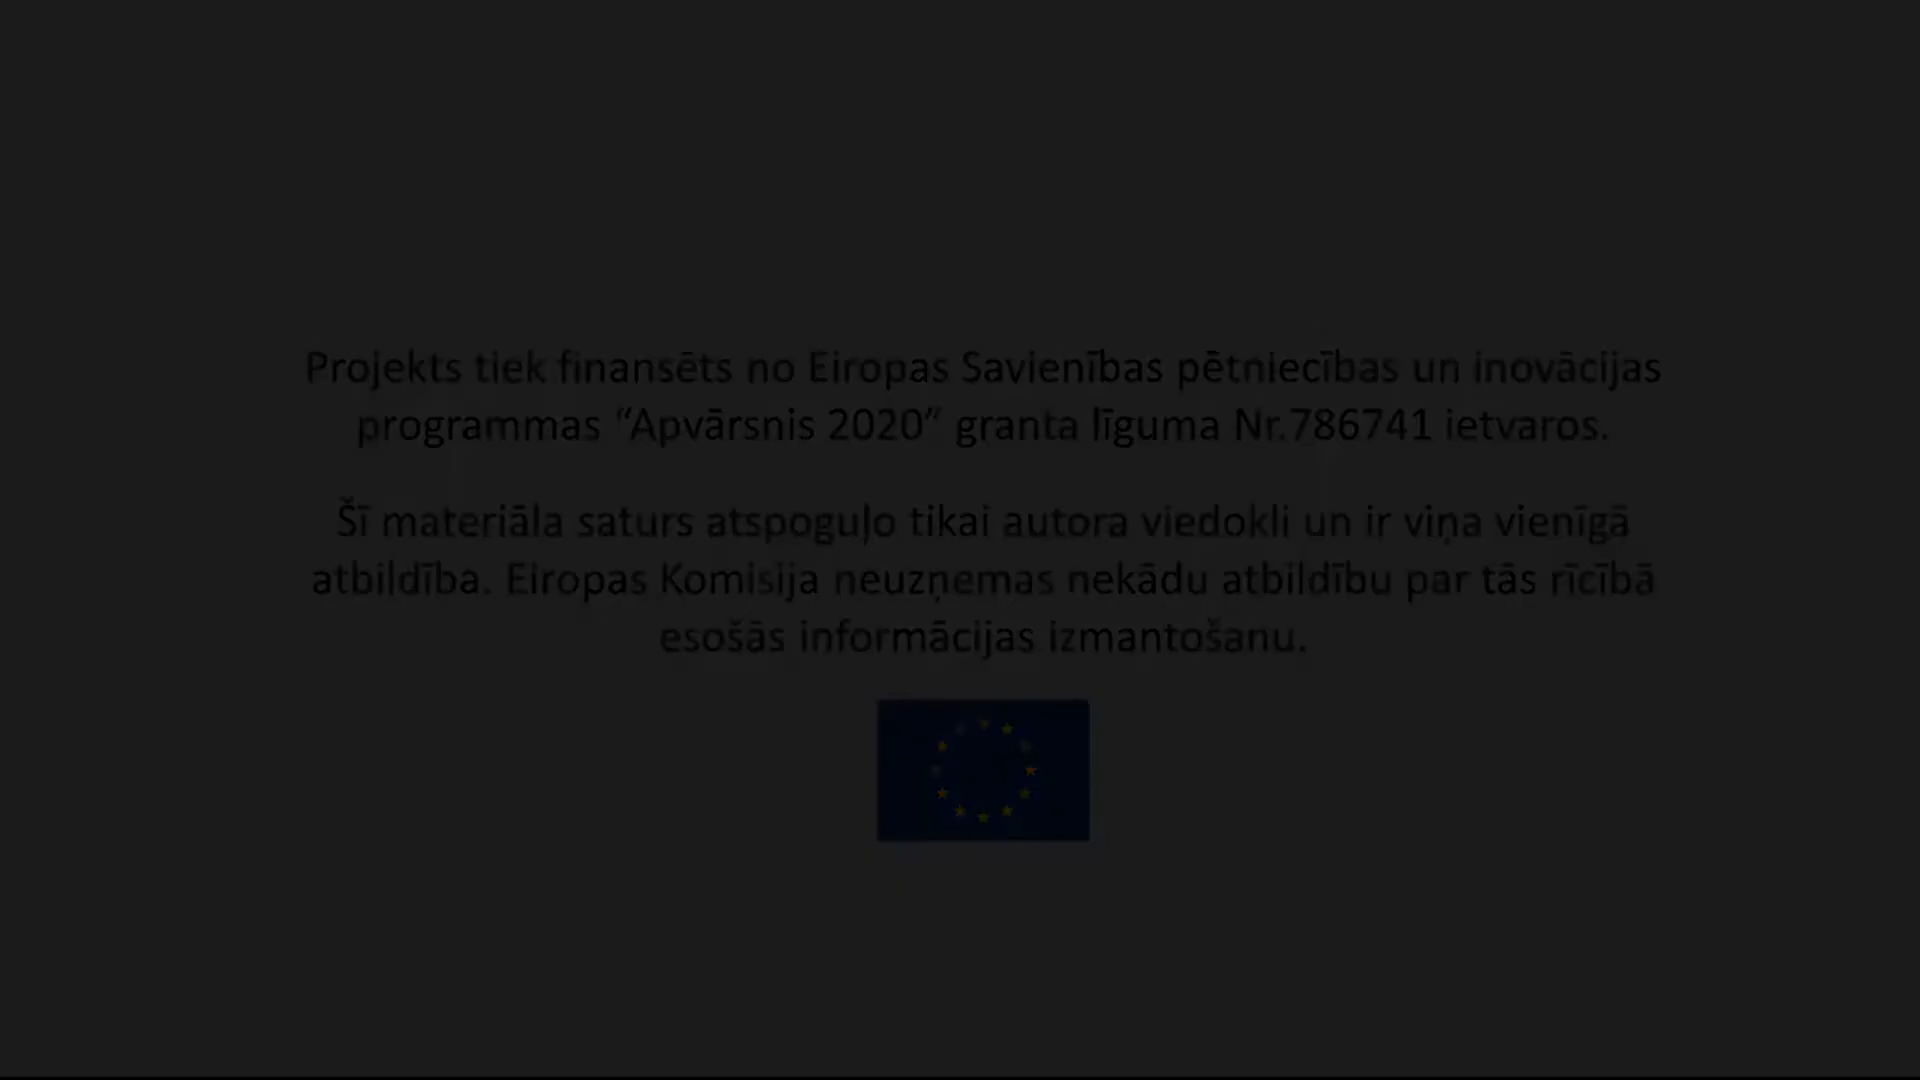 Projekts tiek finansēts no Eiropas Savienības pētniecības un inovācijas
programmas “Apvārsnis 2020” granta līguma Nr.786741 ietvaros.
Šī materiāla saturs atspoguļo tikai autora viedokli un ir viņa vienīgā
atbildība. Eiropas Komisija neuzņemas nekādu atbildību par tās rīcībā
esošās informācijas izmantošanu.